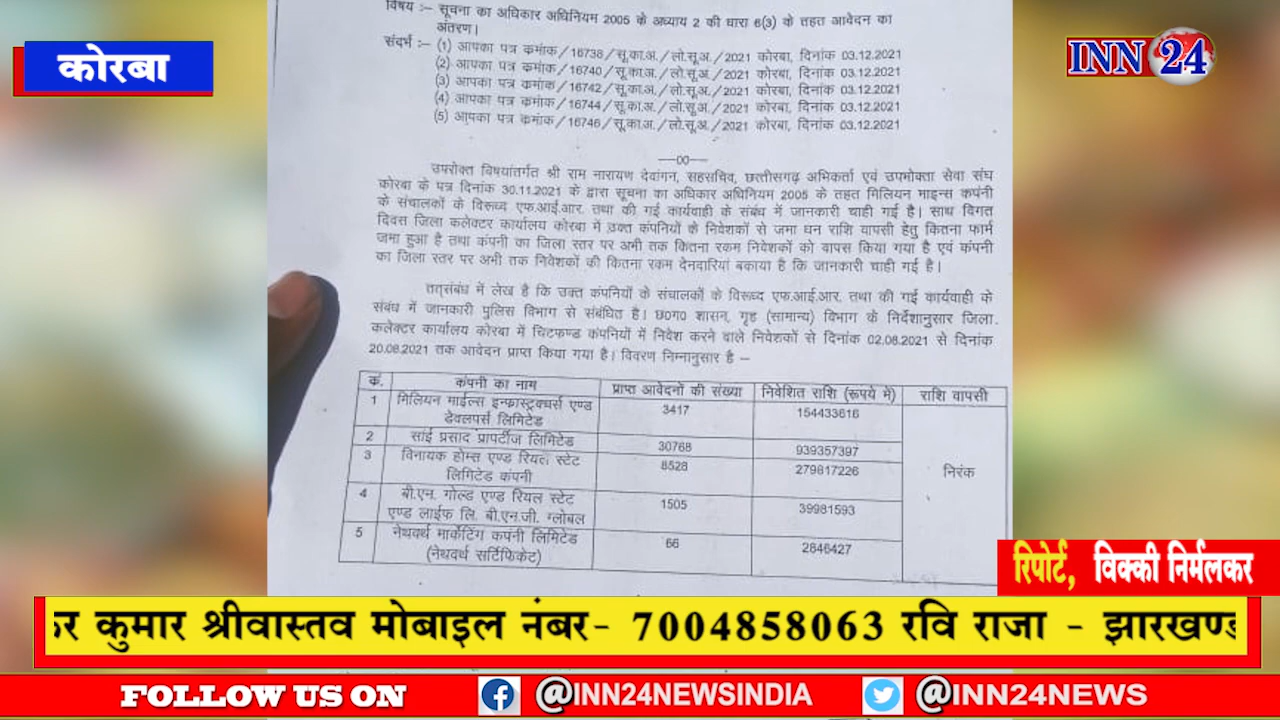 विषय :– सूचना का अधिकार अधिनियम 2005 के अध्याय 2 की धारा 6(3) के तहत आवेदन का
अंतरण।
संदर्भ :– (1) आपका पत्र क्रमांक/16738/सू.का.अ./लो.सू.अ./2021 कोरबा, दिनांक 03.12.2021
(2) आपका पत्र क्रमांक/16740/सू.का.अ./लो.सू.अ./2021 कोरबा, दिनांक 03.12.2021
(3) आपका पत्र क्रमांक/16742/सू.का.अ./लो.सू.अ./2021 कोरबा, दिनांक 03.12.2021
(4) आपका पत्र क्रमांक/16744/सू.का.अ./लो.सू.अ./2021 कोरबा, दिनांक 03.12.2021
(5) आपका पत्र क्रमांक/16746/सू.का.अ./लो.सू.अ./2021 कोरबा, दिनांक 03.12.2021
कोरबा
INN 24
—00—
उपरोक्त विषयांतर्गत श्री राम नारायण देवांगन, सहसचिव, छत्तीसगढ़ अभिकर्ता एवं उपभोक्ता सेवा संघ
कोरबा के पत्र दिनांक 30.11.2021 के द्वारा सूचना का अधिकार अधिनियम 2005 के तहत मिलियन माइन्स कंपनी
के संचालकों के विरूध्द एफ.आई.आर. तथा की गई कार्यवाही के संबंध में जानकारी चाही गई है। साथ विगत
दिवस जिला कलेक्टर कार्यालय कोरबा में उक्त कंपनियों के निवेशकों से जमा धन राशि वापसी हेतु कितना फार्म
जमा हुआ है तथा कंपनी का जिला स्तर पर अभी तक कितना रकम निवेशकों को वापस किया गया है एवं कंपनी
का जिला स्तर पर अभी तक निवेशकों की कितना रकम देनदारियां बकाया है कि जानकारी चाही गई है।
तत्संबंध में लेख है कि उक्त कंपनियों के संचालकों के विरूध्द एफ.आई.आर. तथा की गई कार्यवाही के
संबंध में जानकारी पुलिस विभाग से संबंधित है। छ0ग0 शासन, गृह (सामान्य) विभाग के निर्देशानुसार जिला.
कलेक्टर कार्यालय कोरबा में चिटफण्ड कंपनियों में निवेश करने वाले निवेशकों से दिनांक 02.08.2021 से दिनांक
20.08.2021 तक आवेदन प्राप्त किया गया है। विवरण निम्नानुसार है –
क्रं. कंपनी का नाम प्राप्त आवेदनों की संख्या निवेशित राशि (रूपये में) राशि वापसी
1 मिलियन माईल्स इन्फास्ट्रक्चर्स एण्ड 3417 154433616
डेवलपर्स लिमिटेड
2 सांई प्रसाद प्रापर्टीज लिमिटेड 30768 939357397
3 विनायक होम्स एण्ड रियल स्टेट 8528 279817226 निरंक
लिमिटेड कंपनी
4 बी.एन. गोल्ड एण्ड रियल स्टेट 1505 39981593
एण्ड लाईफ लि. बी.एन.जी. ग्लोबल
5 नेथवर्थ मार्केटिंग कंपनी लिमिटेड 66 2846427
(नेथवर्थ सर्टिफिकेट)
रिपोर्ट, विक्की निर्मलकर
कुमार श्रीवास्तव मोबाइल नंबर- 7004858063 रवि राजा - झारखण्ड
FOLLOW US ON @INN24NEWSINDIA @INN24NEWS